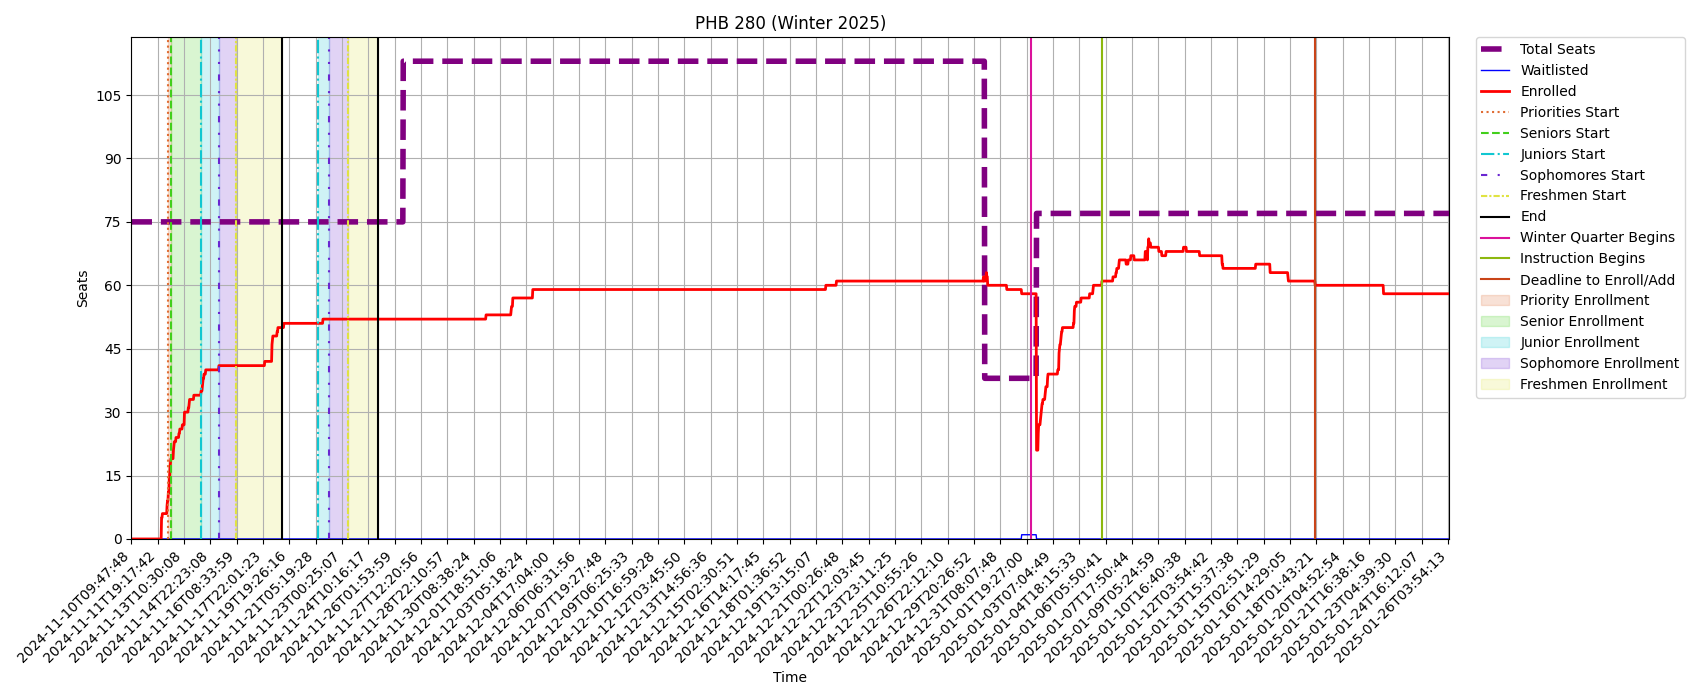 PHB 280 (Winter 2025)
Seats
105
90
75
60
45
30
15
0
2024-11-10T09:47:48
2024-11-11T19:17:42
2024-11-13T10:30:08
2024-11-14T22:23:08
2024-11-16T08:33:59
2024-11-17T22:01:23
2024-11-19T19:26:16
2024-11-21T05:19:28
2024-11-23T00:25:07
2024-11-24T10:16:17
2024-11-26T01:53:59
2024-11-27T12:20:56
2024-11-28T22:10:57
2024-11-30T08:38:24
2024-12-01T18:51:06
2024-12-03T05:18:24
2024-12-04T17:04:00
2024-12-06T06:31:56
2024-12-07T19:27:48
2024-12-09T06:25:33
2024-12-10T16:59:28
2024-12-12T03:45:50
2024-12-13T14:56:36
2024-12-15T02:30:51
2024-12-16T14:17:45
2024-12-18T01:36:52
2024-12-19T13:15:07
2024-12-21T00:26:48
2024-12-22T12:03:45
2024-12-23T23:11:25
2024-12-25T10:55:26
2024-12-26T22:12:10
2024-12-29T20:26:52
2024-12-31T08:07:48
2025-01-01T19:27:00
2025-01-03T07:04:49
2025-01-04T18:15:33
2025-01-06T05:50:41
2025-01-07T17:50:44
2025-01-09T05:24:59
2025-01-10T16:40:38
2025-01-12T03:54:42
2025-01-13T15:37:38
2025-01-15T02:51:29
2025-01-16T14:29:05
2025-01-18T01:43:21
2025-01-20T04:52:54
2025-01-21T16:38:16
2025-01-23T04:39:30
2025-01-24T16:12:07
2025-01-26T03:54:13
Time
Total Seats
Waitlisted
Enrolled
Priorities Start
Seniors Start
Juniors Start
Sophomores Start
Freshmen Start
End
Winter Quarter Begins
Instruction Begins
Deadline to Enroll/Add
Priority Enrollment
Senior Enrollment
Junior Enrollment
Sophomore Enrollment
Freshmen Enrollment